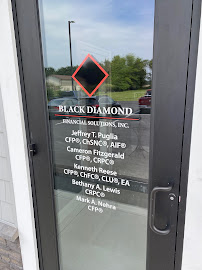 BLACK DIAMOND
FINANCIAL SOLUTIONS, INC.
Jeffrey T. Puglia
CFP®, ChSNC®, AIF®
Cameron Fitzgerald
CFP®, CRPC®
Kenneth Reese
CFP®, ChFC®, CLU®, EA
Bethany A. Lewis
CRPC®
Mark A. Nehra
CFP®